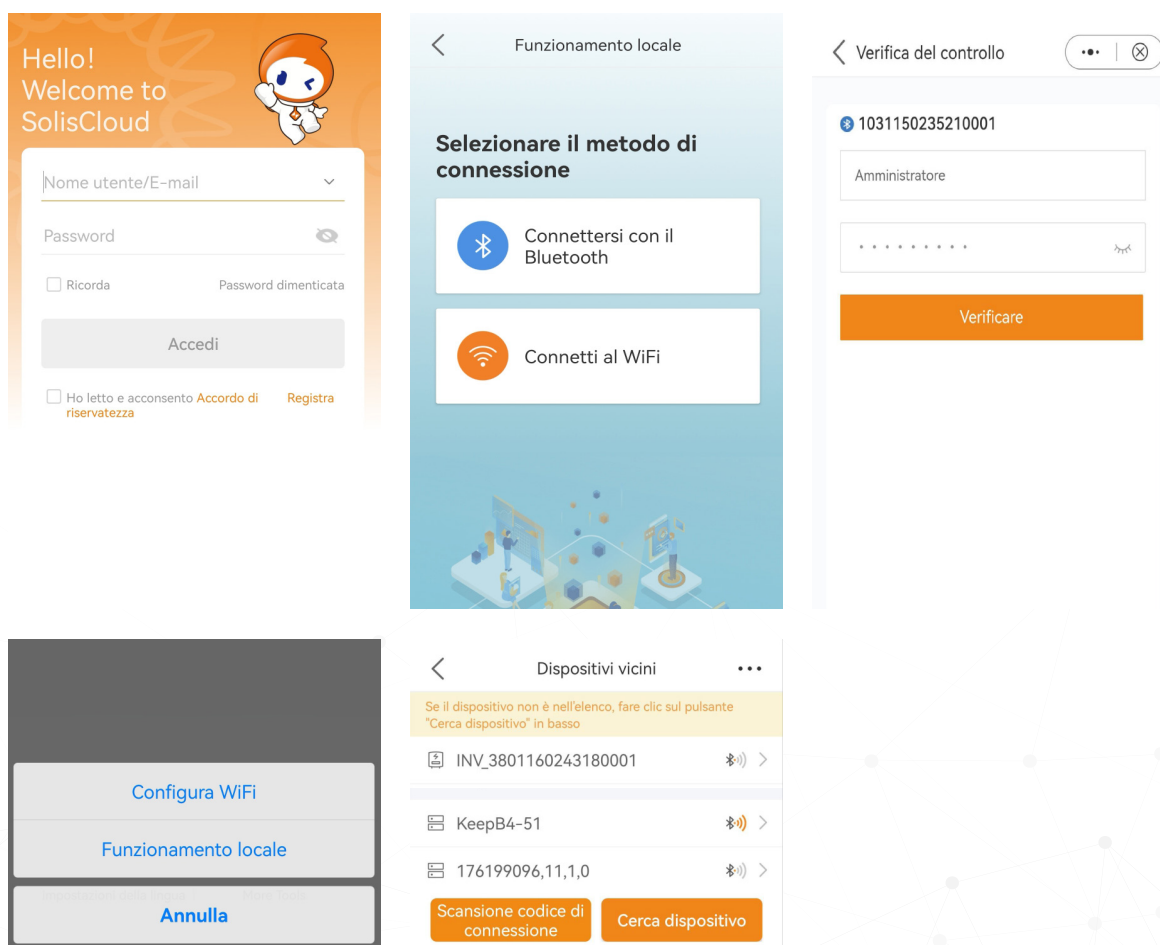 Hello!
Welcome to
SolisCloud
Nome utente/E-mail
Password
Ricorda
Password dimenticata
Accedi
Ho letto e acconsento Accordo di
riservatezza
Registra
Funzionamento locale
Selezionare il metodo di
connessione
Connettersi con il
Bluetooth
Connetti al WiFi
Verifica del controllo
1031150235210001
Amministratore
Verificare
Configura WiFi
Funzionamento locale
Annulla
Dispositivi vicini
Se il dispositivo non è nell'elenco, fare clic sul pulsante
"Cerca dispositivo" in basso
INV_3801160243180001
KeepB4-51
176199096,11,1,0
Scansione codice di
connessione
Cerca dispositivo